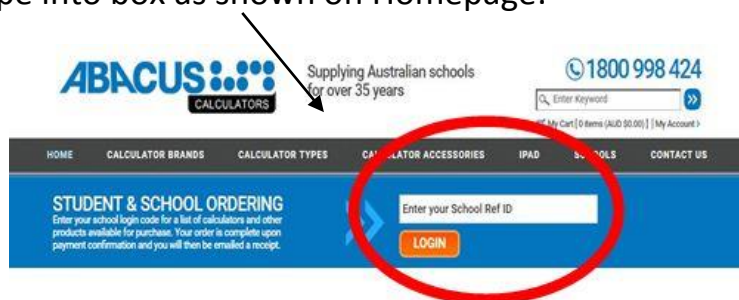 pe into box as shown on Homepage.
ABACUS
CALCULATORS
Supplying Australian schools
for over 35 years
1800 998 424
Enter Keyword
My Cart [ 0 items (AUD $0.00) ] | My Account >
HOME CALCULATOR BRANDS CALCULATOR TYPES CALCULATOR ACCESSORIES IPAD SCHOOLS CONTACT US
STUDENT & SCHOOL ORDERING
Enter your school login code for a list of calculators and other
products available for purchase. Your order is complete upon
payment confirmation and you will then be emailed a receipt.
Enter your School Ref ID
LOGIN